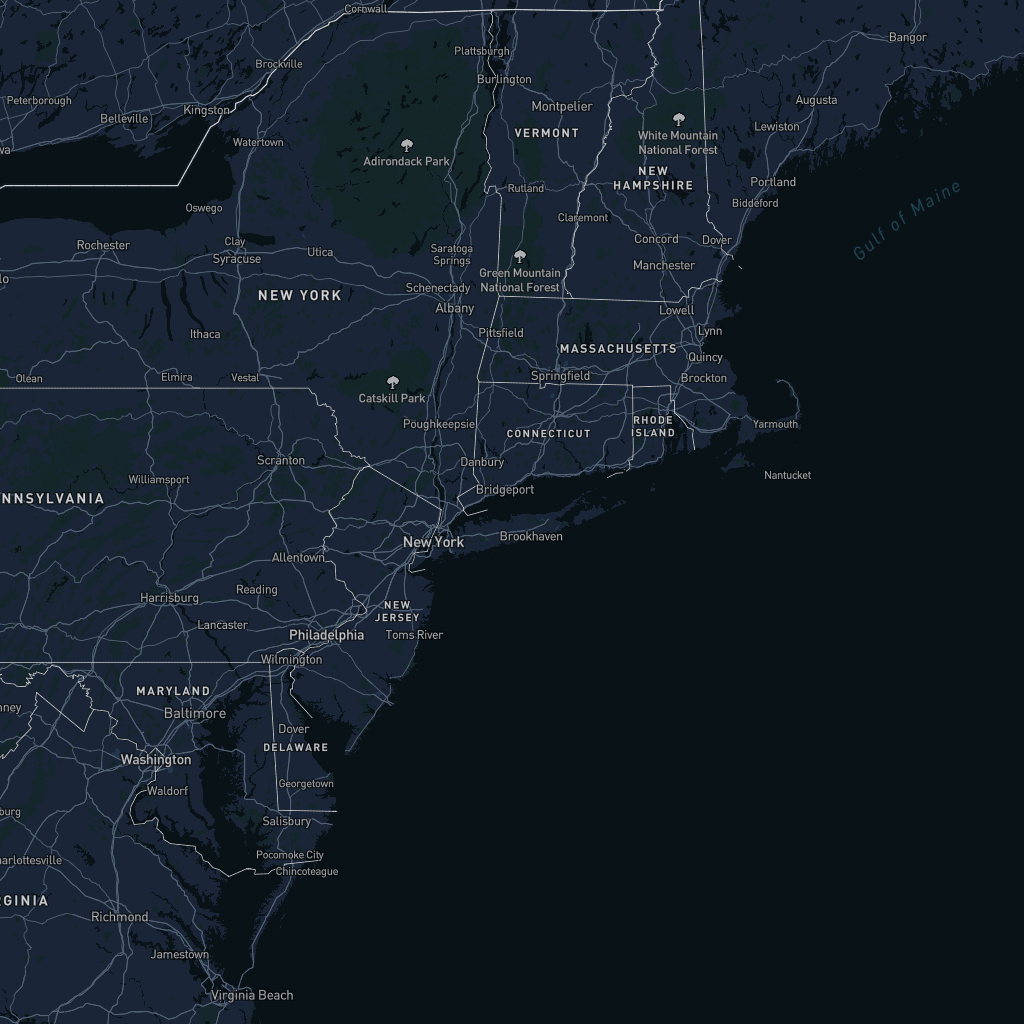 Cornwall
Bangor
Plattsburgh
Brockville
Burlington
Peterborough
Augusta
Montpelier
Kingston
Belleville
White Mountain
National Forest
Lewiston
VERMONT
Watertown
Adirondack Park
NEW
HAMPSHIRE
Portland
Rutland
Gulf of Maine
Biddeford
Oswego
Claremont
Concord
Dover
Rochester
Clay
Syracuse
Utica
Saratoga
Springs
Manchester
Green Mountain
National Forest
Schenectady
NEW YORK
Albany
Lowell
Ithaca
Pittsfield
Lynn
MASSACHUSETTS
Quincy
Olean
Elmira
Vestal
Springfield
Brockton
Catskill Park
Poughkeepsie
CONNECTICUT
RHODE
ISLAND
Yarmouth
Scranton
Danbury
Williamsport
Nantucket
NNSYLVANIA
Bridgeport
New York
Brookhaven
Allentown
Harrisburg
Reading
NEW
JERSEY
Lancaster
Philadelphia
Toms River
Wilmington
MARYLAND
Baltimore
Dover
DELAWARE
Washington
Waldorf
Georgetown
Salisbury
Pocomoke City
Chincoteague
arlottesville
RGINIA
Richmond
Jamestown
Virginia Beach